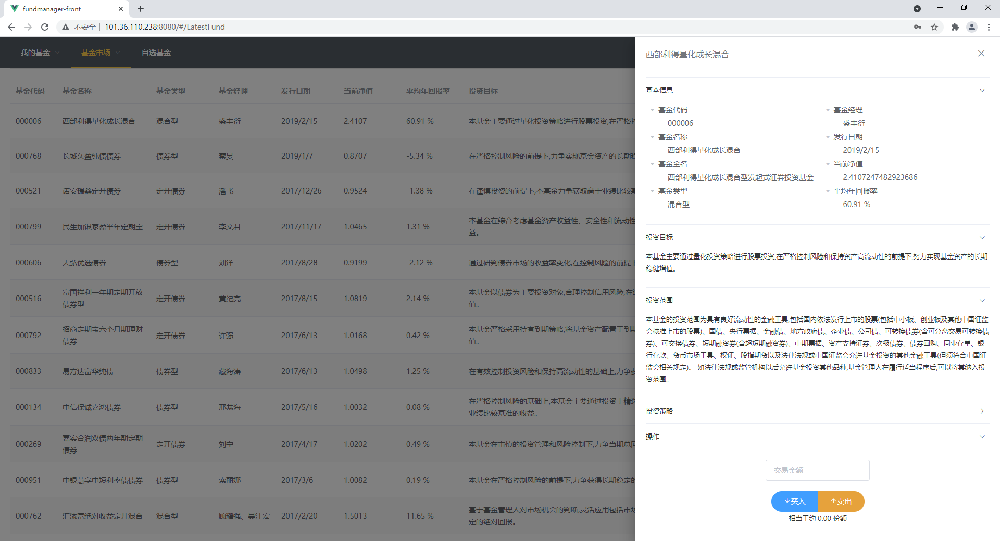 fundmanager-front
不安全 101.36.110.238:8080/#/LatestFund
我的基金 基金市场 自选基金
基金代码 基金名称 基金类型 基金经理 发行日期 当前净值 平均年回报率 投资目标
000006 西部利得量化成长混合 混合型 盛丰衍 2019/2/15 2.4107 60.91 % 本基金主要通过量化投资策略进行股票投资,在严格控
000768 长城久盈纯债债券 债券型 蔡旻 2019/1/7 0.8707 -5.34 % 在严格控制风险的前提下,力争实现基金资产的长期稳
000521 诺安瑞鑫定开债券 定开债券 潘飞 2017/12/26 0.9524 -1.38 % 在谨慎投资的前提下,本基金力争获取高于业绩比较基
000799 民生加银家盈半年定期宝 定开债券 李文君 2017/11/17 1.0465 1.31 % 本基金在综合考虑基金资产收益性、安全性和流动性
益。
000606 天弘优选债券 债券型 刘洋 2017/8/28 0.9199 -2.12 % 通过研判债券市场的收益率变化,在控制风险的前提下
000516 富国祥利一年期定期开放
债券型 定开债券 黄纪亮 2017/8/15 1.0819 2.14 % 本基金以债券为主要投资对象,合理控制信用风险,在
值。
000792 招商定期宝六个月期理财
债券 定开债券 许强 2017/6/13 1.0168 0.42 % 本基金严格采用持有到期策略,将基金资产配置于到期
值。
000833 易方达富华纯债 债券型 藏海涛 2017/6/13 1.0498 1.25 % 在有效控制投资风险和保持高流动性的基础上,力争获
000134 中信保诚嘉鸿债券 债券型 邢恭海 2017/5/16 1.0032 0.08 % 在严格控制风险的基础上,本基金主要通过投资于精选
业绩比较基准的收益。
000269 嘉实合润双债两年期定期
债券 定开债券 刘宁 2017/4/17 1.0202 0.49 % 本基金在审慎的投资管理和风险控制下,力争当期总回
000951 中银慧享中短利率债债券 债券型 索丽娜 2017/3/6 1.0082 0.19 % 本基金在严格控制风险的前提下,力争获得长期稳定的
000762 汇添富绝对收益定开混合 混合型 顾耀强、吴江宏 2017/2/20 1.5013 11.65 % 基于基金管理人对市场机会的判断,灵活应用包括市场
定的绝对回报。
西部利得量化成长混合
基本信息
基金代码 基金经理
000006 盛丰衍
基金名称 发行日期
西部利得量化成长混合 2019/2/15
基金全名 当前净值
西部利得量化成长混合型发起式证券投资基金 2.4107247482923686
基金类型 平均年回报率
混合型 60.91 %
投资目标
本基金主要通过量化投资策略进行股票投资,在严格控制风险和保持资产高流动性的前提下,努力实现基金资产的长期
稳健增值。
投资范围
本基金的投资范围为具有良好流动性的金融工具,包括国内依法发行上市的股票(包括中小板、创业板及其他中国证监
会核准上市的股票)、国债、央行票据、金融债、地方政府债、企业债、公司债、可转换债券(含可分离交易可转换债
券)、可交换债券、短期融资券(含超短期融资券)、中期票据、资产支持证券、次级债券、债券回购、同业存单、银
行存款、货币市场工具、权证、股指期货以及法律法规或中国证监会允许基金投资的其他金融工具(但须符合中国证
监会相关规定)。 如法律法规或监管机构以后允许基金投资其他品种,基金管理人在履行适当程序后,可以将其纳入投
资范围。
投资策略
操作
交易金额
买入 卖出
相当于约 0.00 份额